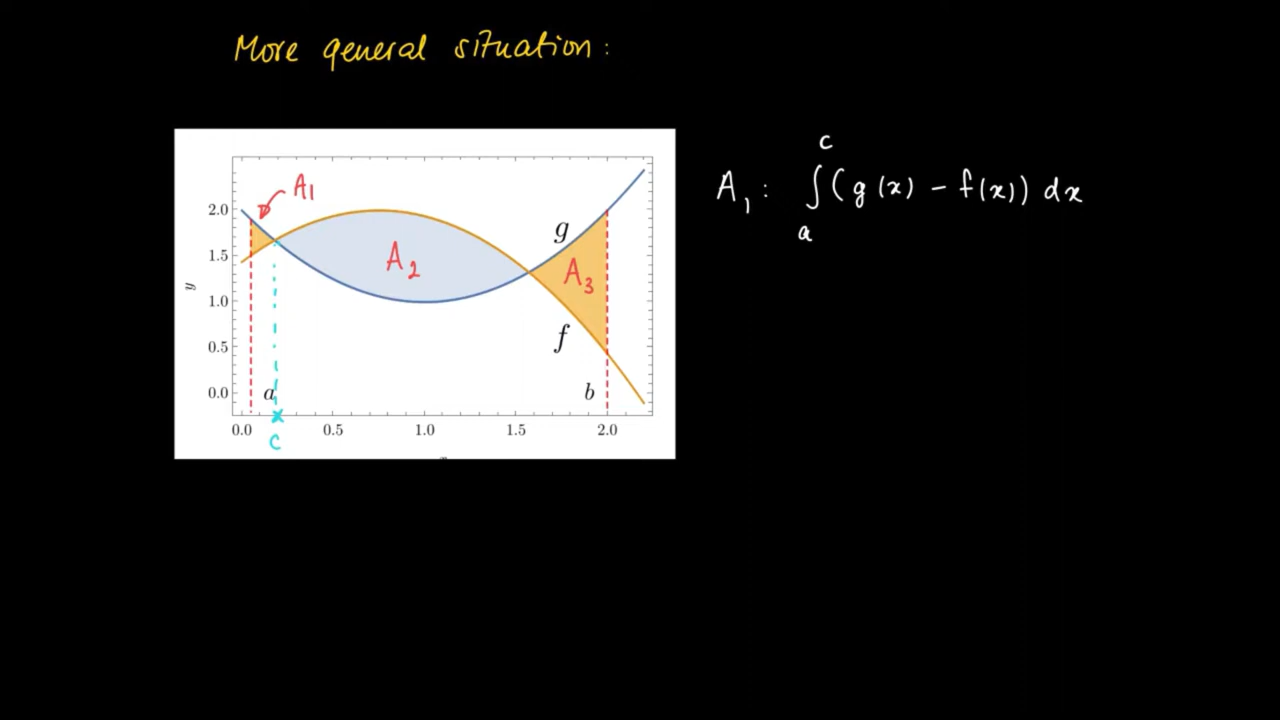 More general situation:
A₁
A₂
A₃
g
f
a
b
c
y
2.0
1.5
1.0
0.5
0.0
0.0 0.5 1.0 1.5 2.0
c
A₁: ∫ (g(x) - f(x)) dx
a